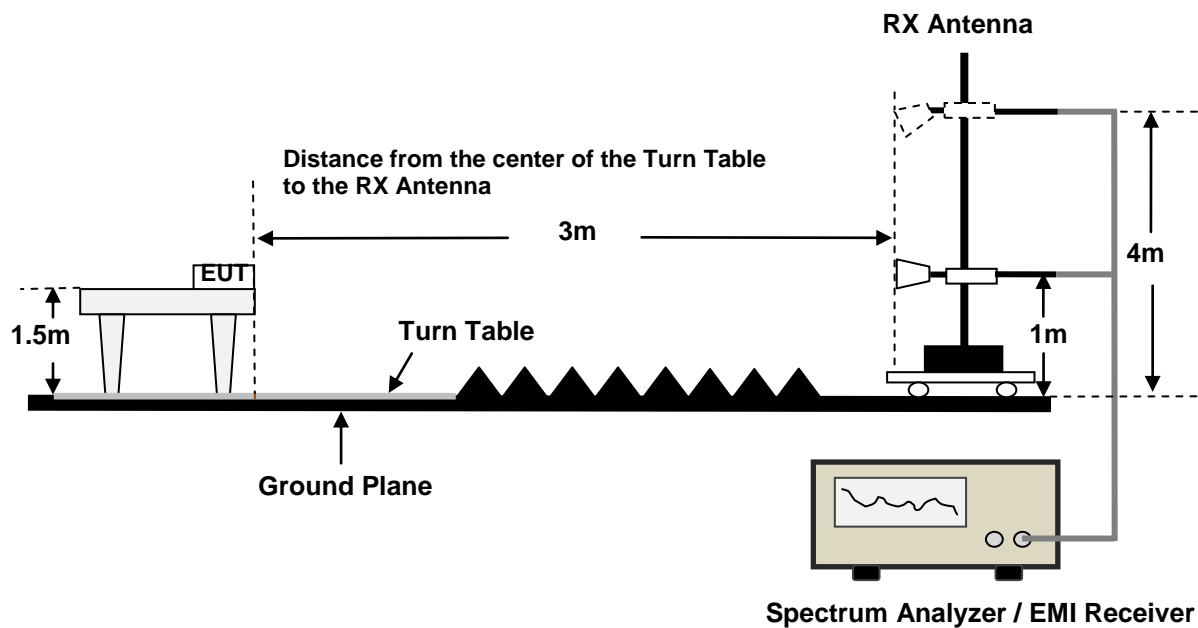 RX Antenna
Distance from the center of the Turn Table
to the RX Antenna
3m
4m
EUT
1.5m
Turn Table
1m
Ground Plane
Spectrum Analyzer / EMI Receiver